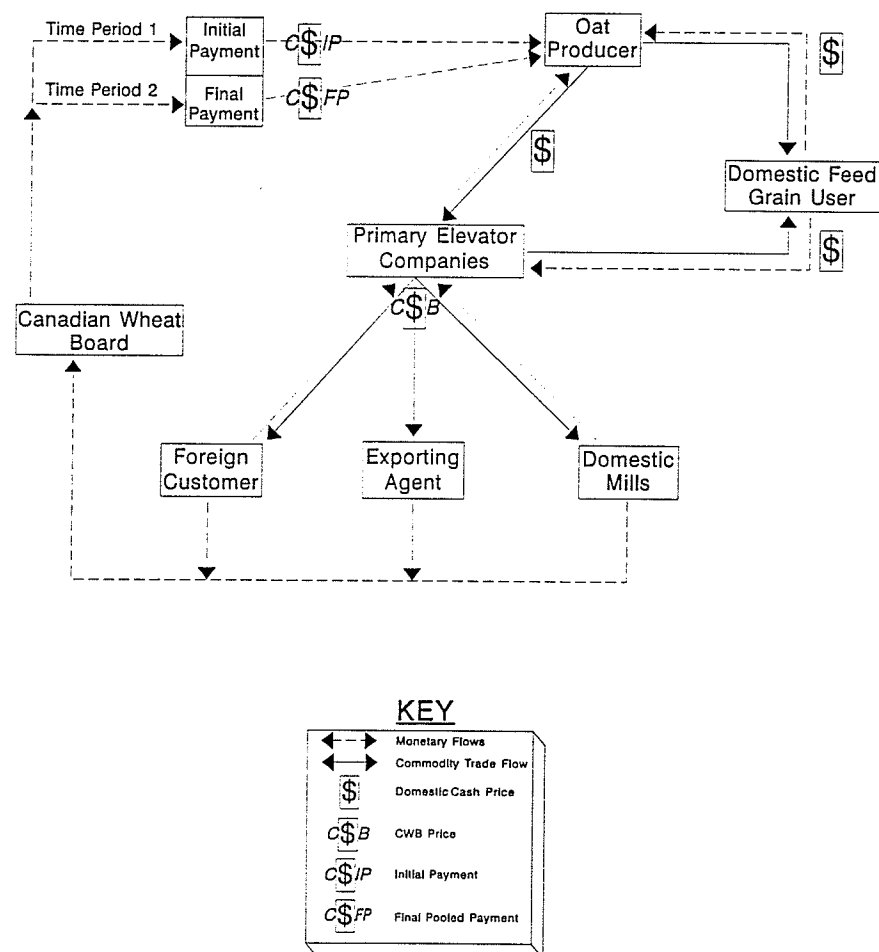 Time Period 1
Initial
Payment
C$IP
Oat
Producer
$
Time Period 2
Final
Payment
C$FP
$
Domestic Feed
Grain User
Primary Elevator
Companies
$
C$B
Canadian Wheat
Board
Foreign
Customer
Exporting
Agent
Domestic
Mills
KEY
Monetary Flows
Commodity Trade Flow
$ Domestic Cash Price
C$B CWB Price
C$IP Initial Payment
C$FP Final Pooled Payment